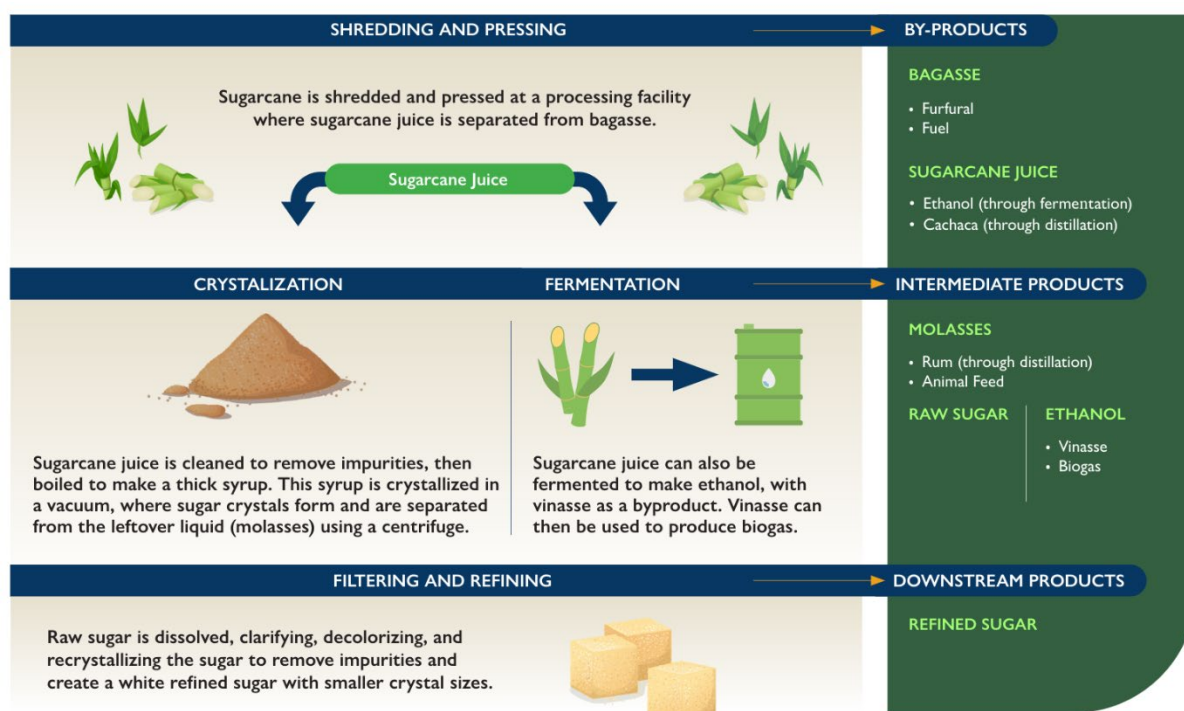 SHREDDING AND PRESSING
BY-PRODUCTS
Sugarcane is shredded and pressed at a processing facility
where sugarcane juice is separated from bagasse.
Sugarcane Juice
BAGASSE
• Furfural
• Fuel
SUGARCANE JUICE
• Ethanol (through fermentation)
• Cachaca (through distillation)
CRYSTALIZATION
FERMENTATION
INTERMEDIATE PRODUCTS
Sugarcane juice is cleaned to remove impurities, then
boiled to make a thick syrup. This syrup is crystallized in
a vacuum, where sugar crystals form and are separated
from the leftover liquid (molasses) using a centrifuge.
Sugarcane juice can also be
fermented to make ethanol, with
vinasse as a byproduct. Vinasse can
then be used to produce biogas.
MOLASSES
• Rum (through distillation)
• Animal Feed
RAW SUGAR
ETHANOL
• Vinasse
• Biogas
FILTERING AND REFINING
DOWNSTREAM PRODUCTS
Raw sugar is dissolved, clarifying, decolorizing, and
recrystallizing the sugar to remove impurities and
create a white refined sugar with smaller crystal sizes.
REFINED SUGAR